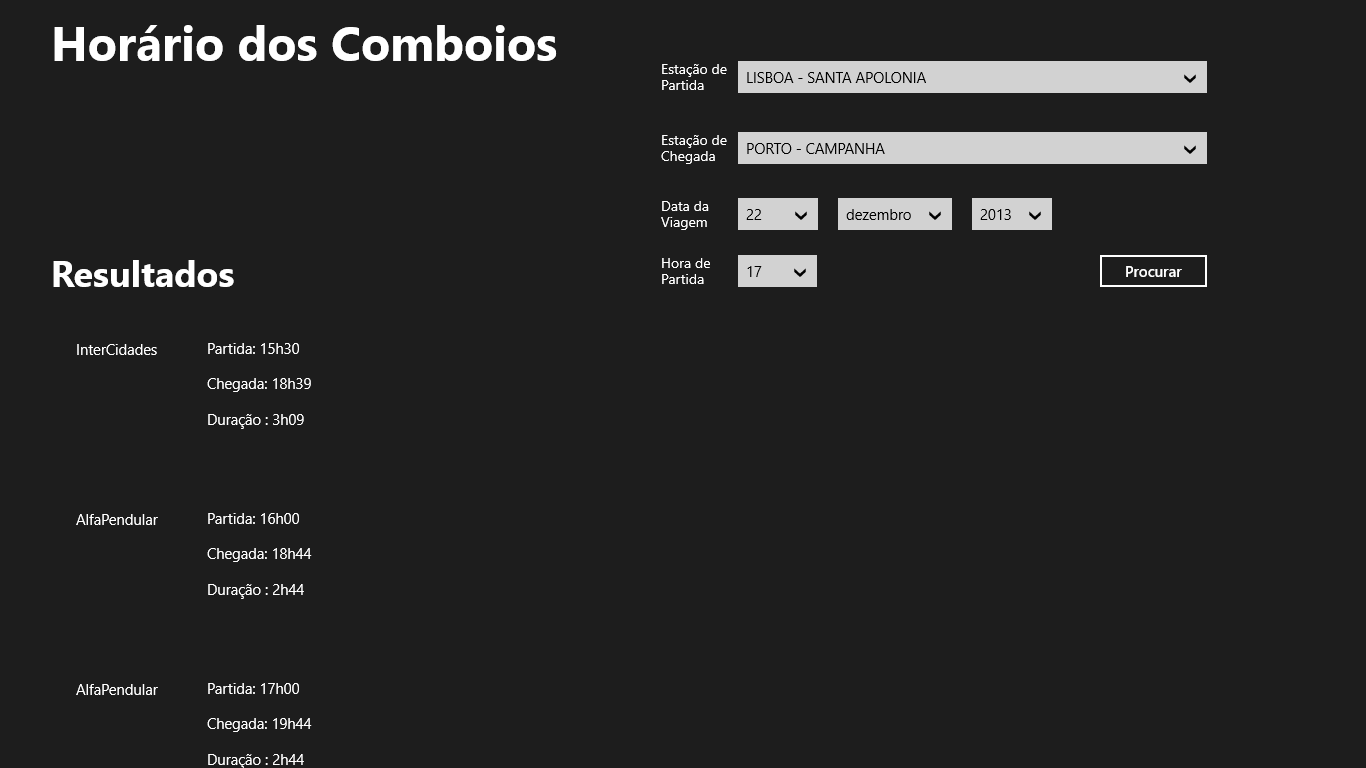 Horário dos Comboios
Estação de
Partida
LISBOA - SANTA APOLONIA
Estação de
Chegada
PORTO - CAMPANHA
Data da
Viagem
22
dezembro
2013
Hora de
Partida
17
Procurar
Resultados
InterCidades
Partida: 15h30
Chegada: 18h39
Duração : 3h09
AlfaPendular
Partida: 16h00
Chegada: 18h44
Duração : 2h44
AlfaPendular
Partida: 17h00
Chegada: 19h44
Duração : 2h44